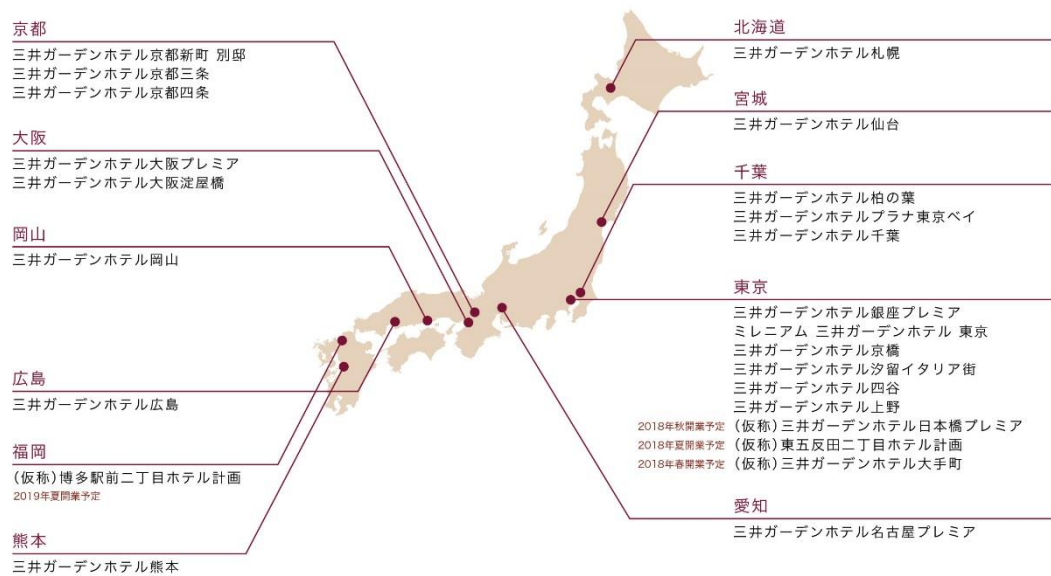 京都
三井ガーデンホテル京都新町 別邸
三井ガーデンホテル京都三条
三井ガーデンホテル京都四条
大阪
三井ガーデンホテル大阪プレミア
三井ガーデンホテル大阪淀屋橋
岡山
三井ガーデンホテル岡山
広島
三井ガーデンホテル広島
福岡
(仮称)博多駅前二丁目ホテル計画
2019年夏開業予定
熊本
三井ガーデンホテル熊本
北海道
三井ガーデンホテル札幌
宮城
三井ガーデンホテル仙台
千葉
三井ガーデンホテル柏の葉
三井ガーデンホテルプラナ東京ベイ
三井ガーデンホテル千葉
東京
三井ガーデンホテル銀座プレミア
ミレニアム 三井ガーデンホテル 東京
三井ガーデンホテル京橋
三井ガーデンホテル汐留イタリア街
三井ガーデンホテル四谷
三井ガーデンホテル上野
2018年秋開業予定 (仮称)三井ガーデンホテル日本橋プレミア
2018年夏開業予定 (仮称)東五反田二丁目ホテル計画
2018年春開業予定 (仮称)三井ガーデンホテル大手町
愛知
三井ガーデンホテル名古屋プレミア